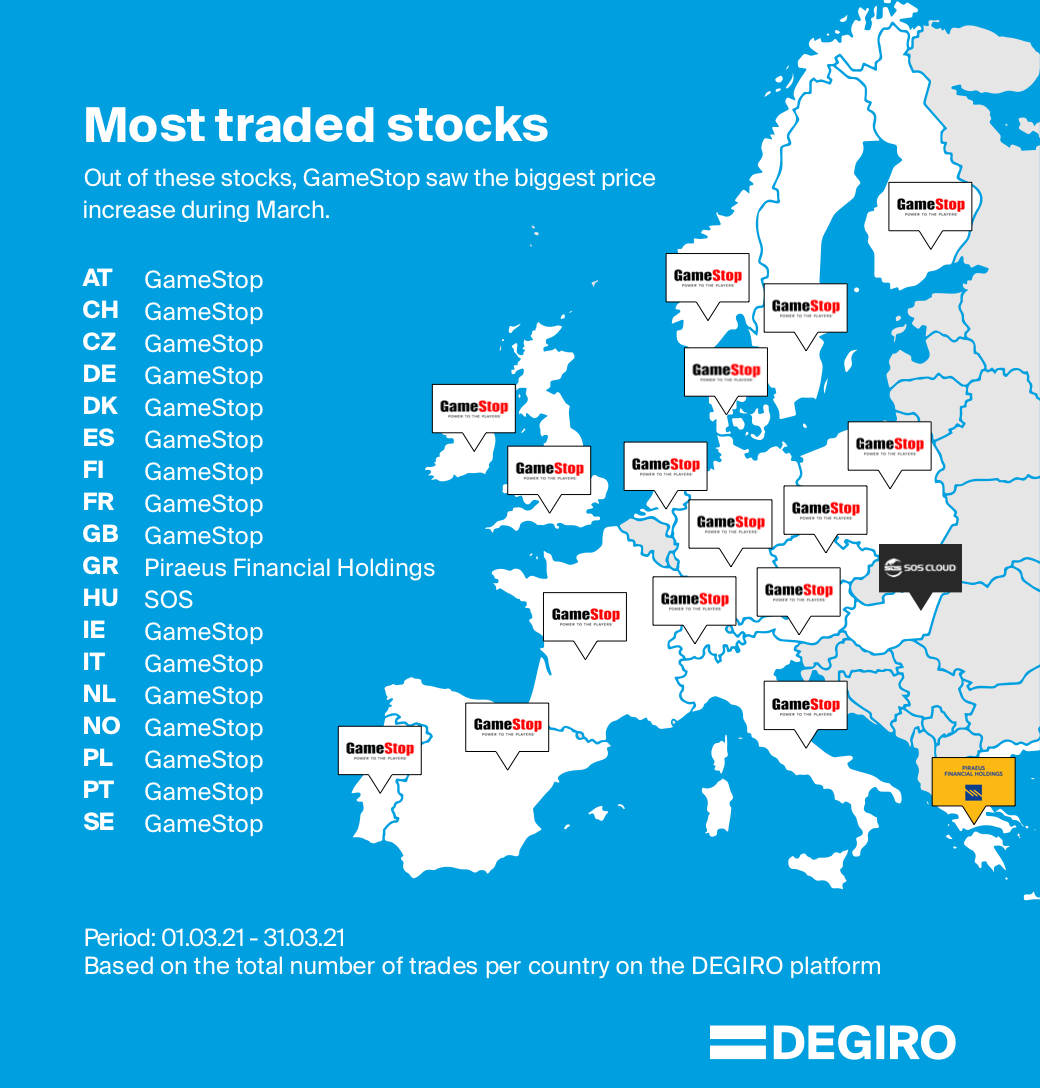 Most traded stocks
Out of these stocks, GameStop saw the biggest price
increase during March.
AT GameStop
CH GameStop
CZ GameStop
DE GameStop
DK GameStop
ES GameStop
FI GameStop
FR GameStop
GB GameStop
GR Piraeus Financial Holdings
HU SOS
IE GameStop
IT GameStop
NL GameStop
NO GameStop
PL GameStop
PT GameStop
SE GameStop
GameStop
POWER TO THE PLAYERS
GameStop
POWER TO THE PLAYERS
GameStop
POWER TO THE PLAYERS
GameStop
POWER TO THE PLAYERS
GameStop
POWER TO THE PLAYERS
GameStop
POWER TO THE PLAYERS
GameStop
POWER TO THE PLAYERS
GameStop
POWER TO THE PLAYERS
GameStop
POWER TO THE PLAYERS
GameStop
POWER TO THE PLAYERS
SOS SOS CLOUD
GameStop
POWER TO THE PLAYERS
GameStop
POWER TO THE PLAYERS
GameStop
POWER TO THE PLAYERS
GameStop
POWER TO THE PLAYERS
GameStop
POWER TO THE PLAYERS
GameStop
POWER TO THE PLAYERS
PIRAEUS
FINANCIAL HOLDINGS
Period: 01.03.21 - 31.03.21
Based on the total number of trades per country on the DEGIRO platform
DEGIRO